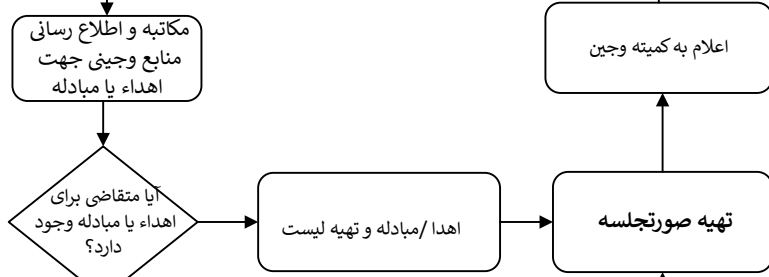 مکاتبه و اطلاع رسانی
منابع وجینی جهت
اهداء یا مبادله
اعلام به کمیته وجین
آیا متقاضی برای
اهداء یا مبادله وجود
دارد؟
اهدا /مبادله و تهیه لیست
تهیه صورتجلسه